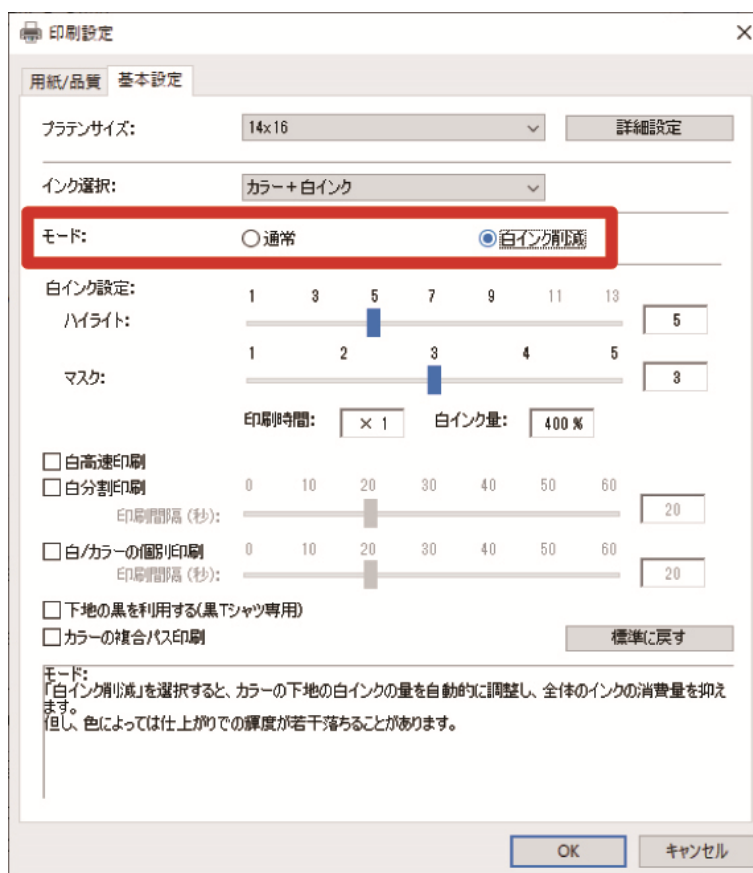 印刷設定
用紙/品質 基本設定
プラテンサイズ: 14x16 詳細設定
インク選択: カラー+白インク
モード: 通常 白インク削減
白インク設定: 1 3 5 7 9 11 13
ハイライト: 5
1 2 3 4 5
マスク: 3
印刷時間: × 1 白インク量: 400 %
白高速印刷
白分割印刷 0 10 20 30 40 50 60
印刷間隔 (秒): 20
白/カラーの個別印刷 0 10 20 30 40 50 60
印刷間隔 (秒): 20
下地の黒を利用する(黒Tシャツ専用)
カラーの複合パス印刷 標準に戻す
モード:
「白インク削減」を選択すると、カラーの下地の白インクの量を自動的に調整し、全体のインクの消費量を抑え
ます。
但し、色によっては仕上がりでの輝度が若干落ちることがあります。
OK キャンセル